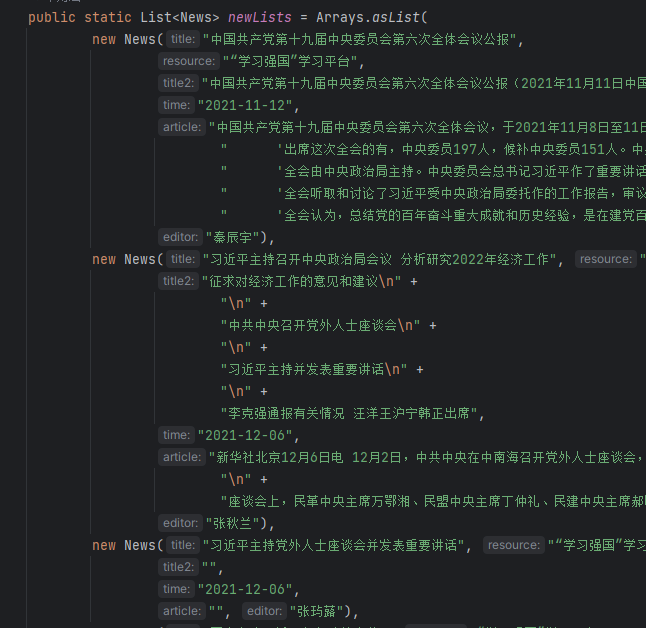 public static List<News> newLists = Arrays.asList(
new News( title: "中国共产党第十九届中央委员会第六次全体会议公报",
resource: "“学习强国”学习平台",
title2: "中国共产党第十九届中央委员会第六次全体会议公报（2021年11月11日中国
time: "2021-11-12",
article: "中国共产党第十九届中央委员会第六次全体会议，于2021年11月8日至11日
" '出席这次全会的有，中央委员197人，候补中央委员151人。中央
" '全会由中央政治局主持。中央委员会总书记习近平作了重要讲话
" '全会听取和讨论了习近平受中央政治局委托作的工作报告，审议
" '全会认为，总结党的百年奋斗重大成就和历史经验，是在建党百
editor: "秦辰宇"),
new News( title: "习近平主持召开中央政治局会议 分析研究2022年经济工作", resource: "
title2: "征求对经济工作的意见和建议\n" +
"\n" +
"中共中央召开党外人士座谈会\n" +
"\n" +
"习近平主持并发表重要讲话\n" +
"\n" +
"李克强通报有关情况 汪洋王沪宁韩正出席",
time: "2021-12-06",
article: "新华社北京12月6日电 12月2日，中共中央在中南海召开党外人士座谈会，
"\n" +
"座谈会上，民革中央主席万鄂湘、民盟中央主席丁仲礼、民建中央主席郝
editor: "张秋兰"),
new News( title: "习近平主持党外人士座谈会并发表重要讲话", resource: "“学习强国”学习
title2: "",
time: "2021-12-06",
article: "", editor: "张玙蕗"),